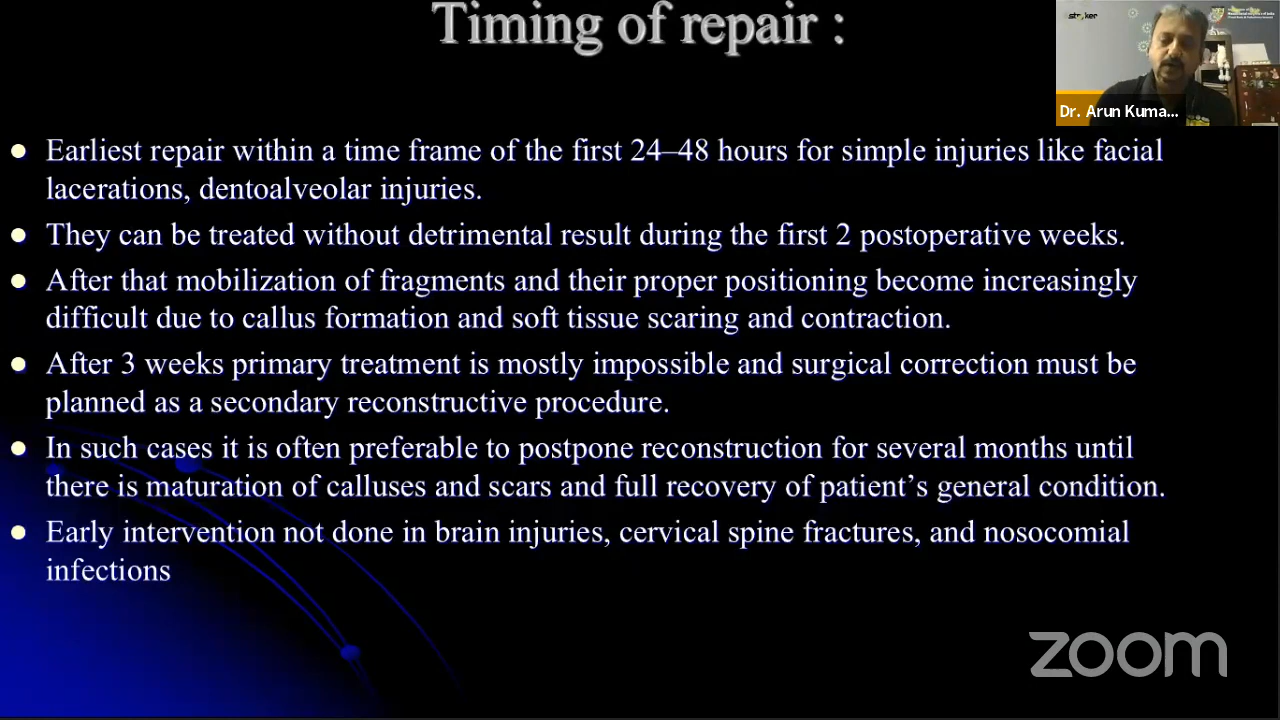 Timing of repair :
stryker
Dr. Arun Kuma...
Earliest repair within a time frame of the first 24–48 hours for simple injuries like facial
lacerations, dentoalveolar injuries.
They can be treated without detrimental result during the first 2 postoperative weeks.
After that mobilization of fragments and their proper positioning become increasingly
difficult due to callus formation and soft tissue scaring and contraction.
After 3 weeks primary treatment is mostly impossible and surgical correction must be
planned as a secondary reconstructive procedure.
In such cases it is often preferable to postpone reconstruction for several months until
there is maturation of calluses and scars and full recovery of patient’s general condition.
Early intervention not done in brain injuries, cervical spine fractures, and nosocomial
infections
zoom